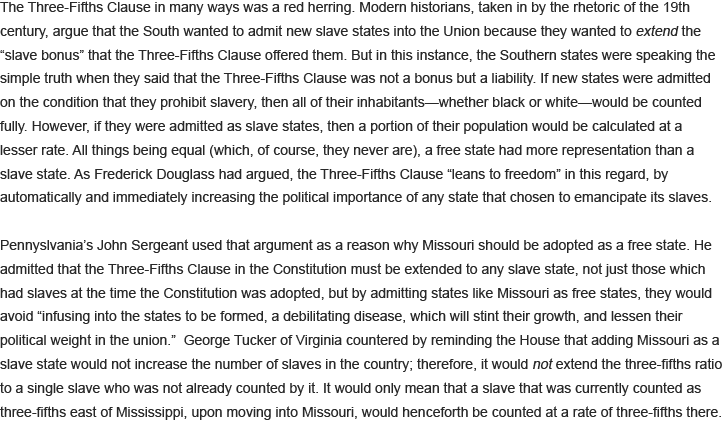 The Three-Fifths Clause in many ways was a red herring. Modern historians, taken in by the rhetoric of the 19th
century, argue that the South wanted to admit new slave states into the Union because they wanted to extend the
“slave bonus” that the Three-Fifths Clause offered them. But in this instance, the Southern states were speaking the
simple truth when they said that the Three-Fifths Clause was not a bonus but a liability. If new states were admitted
on the condition that they prohibit slavery, then all of their inhabitants—whether black or white—would be counted
fully. However, if they were admitted as slave states, then a portion of their population would be calculated at a
lesser rate. All things being equal (which, of course, they never are), a free state had more representation than a
slave state. As Frederick Douglass had argued, the Three-Fifths Clause “leans to freedom” in this regard, by
automatically and immediately increasing the political importance of any state that chosen to emancipate its slaves.
Pennyslvania’s John Sergeant used that argument as a reason why Missouri should be adopted as a free state. He
admitted that the Three-Fifths Clause in the Constitution must be extended to any slave state, not just those which
had slaves at the time the Constitution was adopted, but by admitting states like Missouri as free states, they would
avoid “infusing into the states to be formed, a debilitating disease, which will stint their growth, and lessen their
political weight in the union.”  George Tucker of Virginia countered by reminding the House that adding Missouri as a
slave state would not increase the number of slaves in the country; therefore, it would not extend the three-fifths ratio
to a single slave who was not already counted by it. It would only mean that a slave that was currently counted as
three-fifths east of Mississippi, upon moving into Missouri, would henceforth be counted at a rate of three-fifths there.